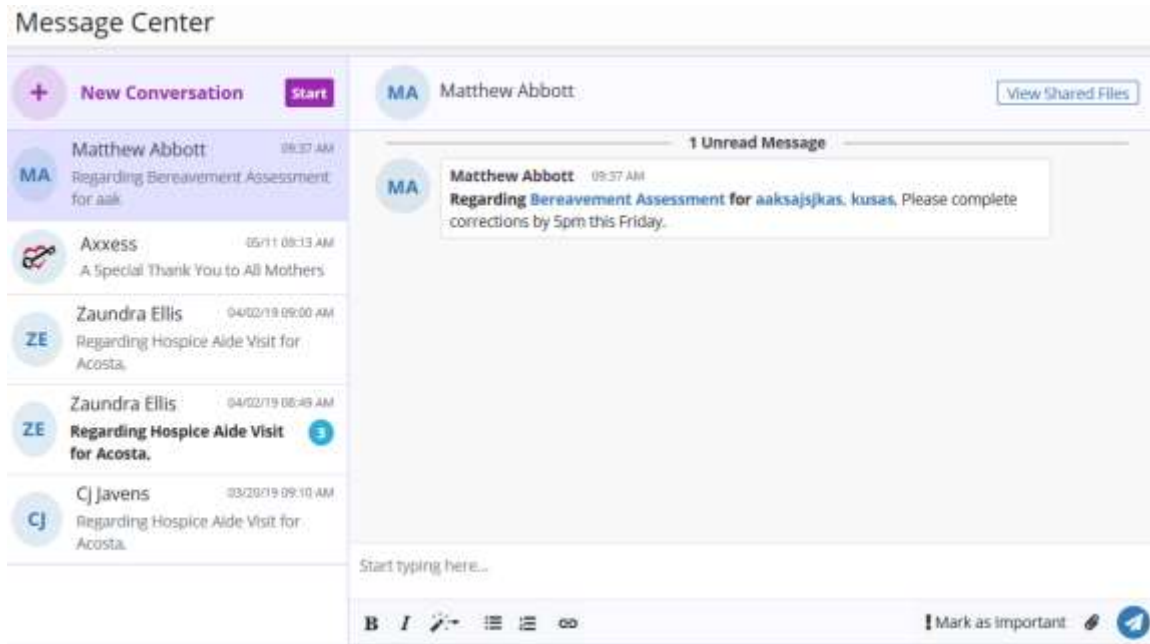 Message Center
+ New Conversation Start
MA Matthew Abbott 09:37 AM
Regarding Bereavement Assessment
for aak
Axxess 05/11 09:13 AM
A Special Thank You to All Mothers
ZE Zaundra Ellis 04/02/19 09:00 AM
Regarding Hospice Aide Visit for
Acosta,
ZE Zaundra Ellis 04/02/19 08:49 AM
Regarding Hospice Aide Visit 3
for Acosta,
CJ Cj Javens 03/20/19 09:10 AM
Regarding Hospice Aide Visit for
Acosta,
MA Matthew Abbott View Shared Files
1 Unread Message
MA Matthew Abbott 09:37 AM
Regarding Bereavement Assessment for aaksajsjkas, kusas, Please complete
corrections by 5pm this Friday.
Start typing here...
B I ! Mark as important